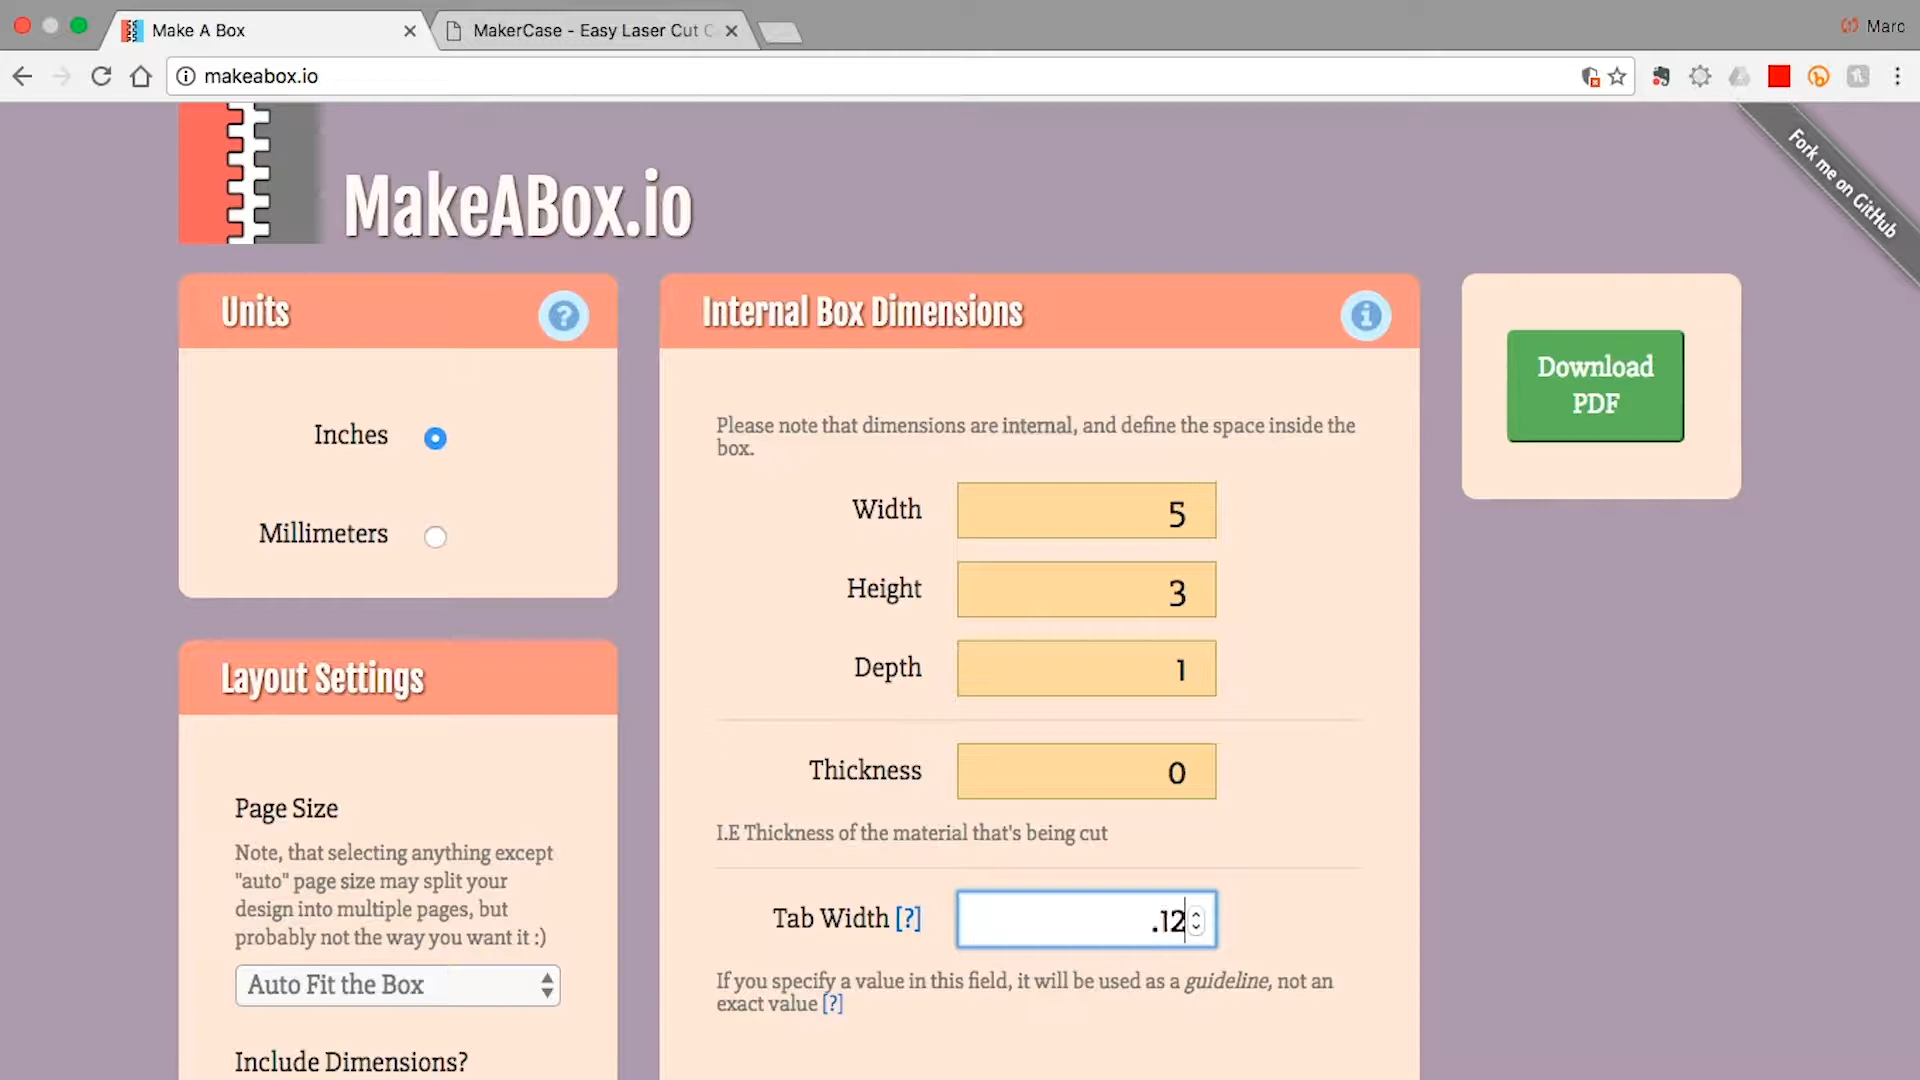 Make A Box
MakerCase - Easy Laser Cut C
Marc
makeabox.io
Fork me on GitHub
MakeABox.io
Units
?
Inches
Millimeters
Layout Settings
Page Size
Note, that selecting anything except
"auto" page size may split your
design into multiple pages, but
probably not the way you want it :)
Auto Fit the Box
Include Dimensions?
Internal Box Dimensions
i
Please note that dimensions are internal, and define the space inside the
box.
Width 5
Height 3
Depth 1
Thickness 0
I.E Thickness of the material that's being cut
Tab Width [?] .12
If you specify a value in this field, it will be used as a guideline, not an
exact value [?]
Download
PDF